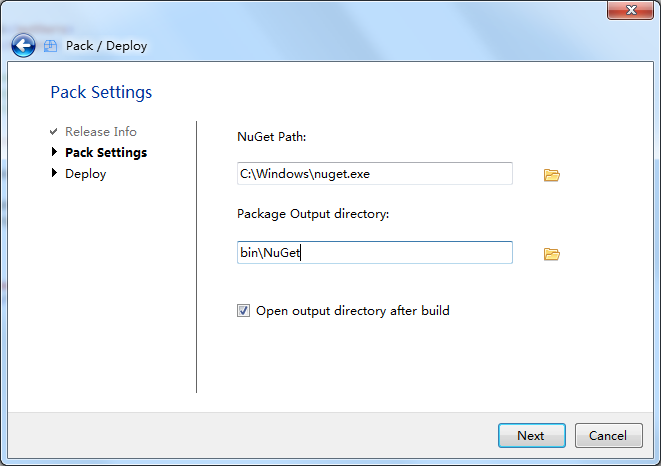 Pack / Deploy
Pack Settings
Release Info
Pack Settings
Deploy
NuGet Path:
C:\Windows\nuget.exe
Package Output directory:
bin\NuGet
Open output directory after build
Next
Cancel